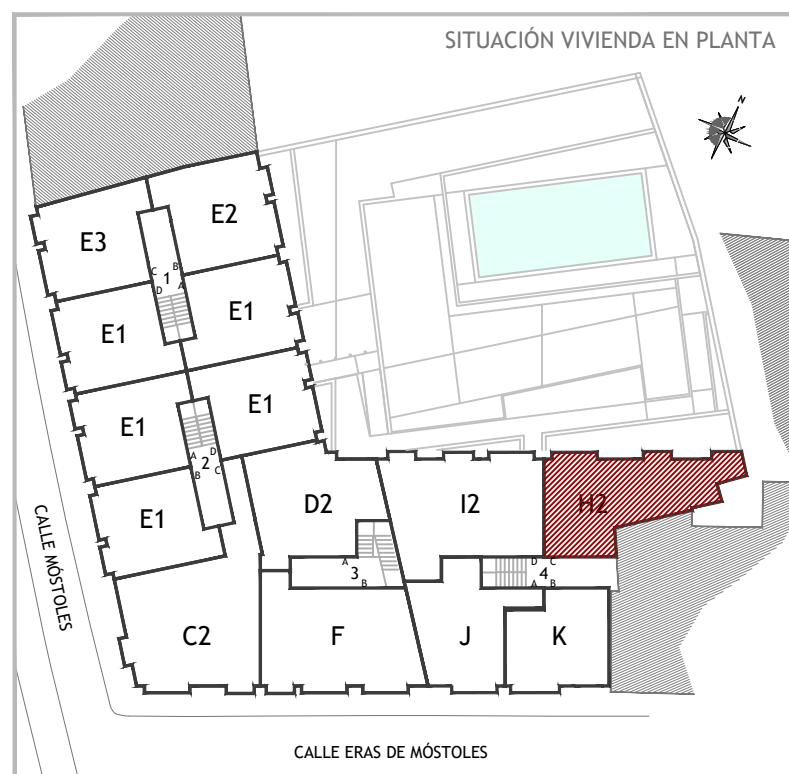 SITUACIÓN VIVIENDA EN PLANTA
N
E3
E2
C B
1
D A
E1
E1
E1
E1
A D
2
B C
E1
D2
I2
H2
A
3
B
D C
4
A B
C2
F
J
K
CALLE MÓSTOLES
CALLE ERAS DE MÓSTOLES